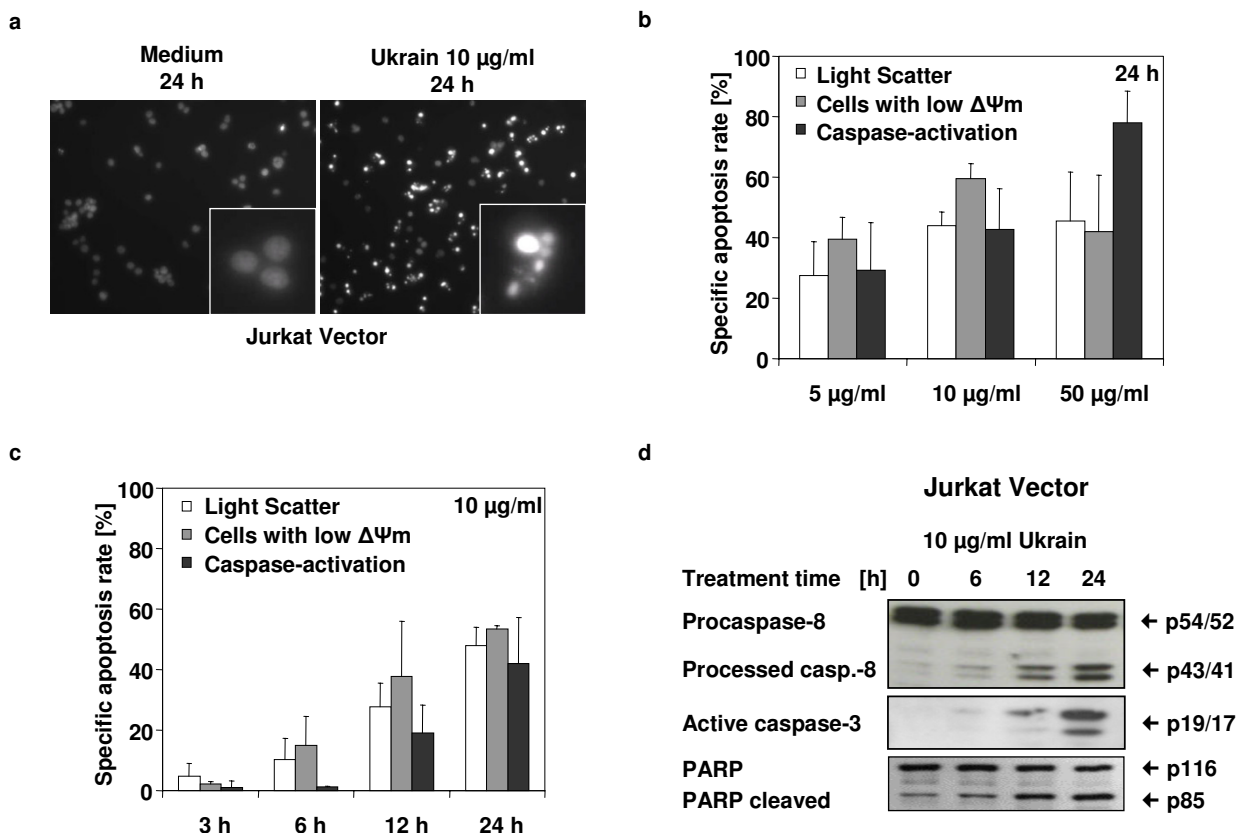 a
Medium
24 h
Ukrain 10 µg/ml
24 h
Jurkat Vector
b
Specific apoptosis rate [%]
100
80
60
40
20
0
Light Scatter
Cells with low ΔΨm
Caspase-activation
24 h
5 µg/ml
10 µg/ml
50 µg/ml
c
Specific apoptosis rate [%]
100
80
60
40
20
0
Light Scatter
Cells with low ΔΨm
Caspase-activation
10 µg/ml
3 h
6 h
12 h
24 h
d
Jurkat Vector
10 µg/ml Ukrain
Treatment time [h] 0 6 12 24
Procaspase-8 ← p54/52
Processed casp.-8 ← p43/41
Active caspase-3 ← p19/17
PARP ← p116
PARP cleaved ← p85